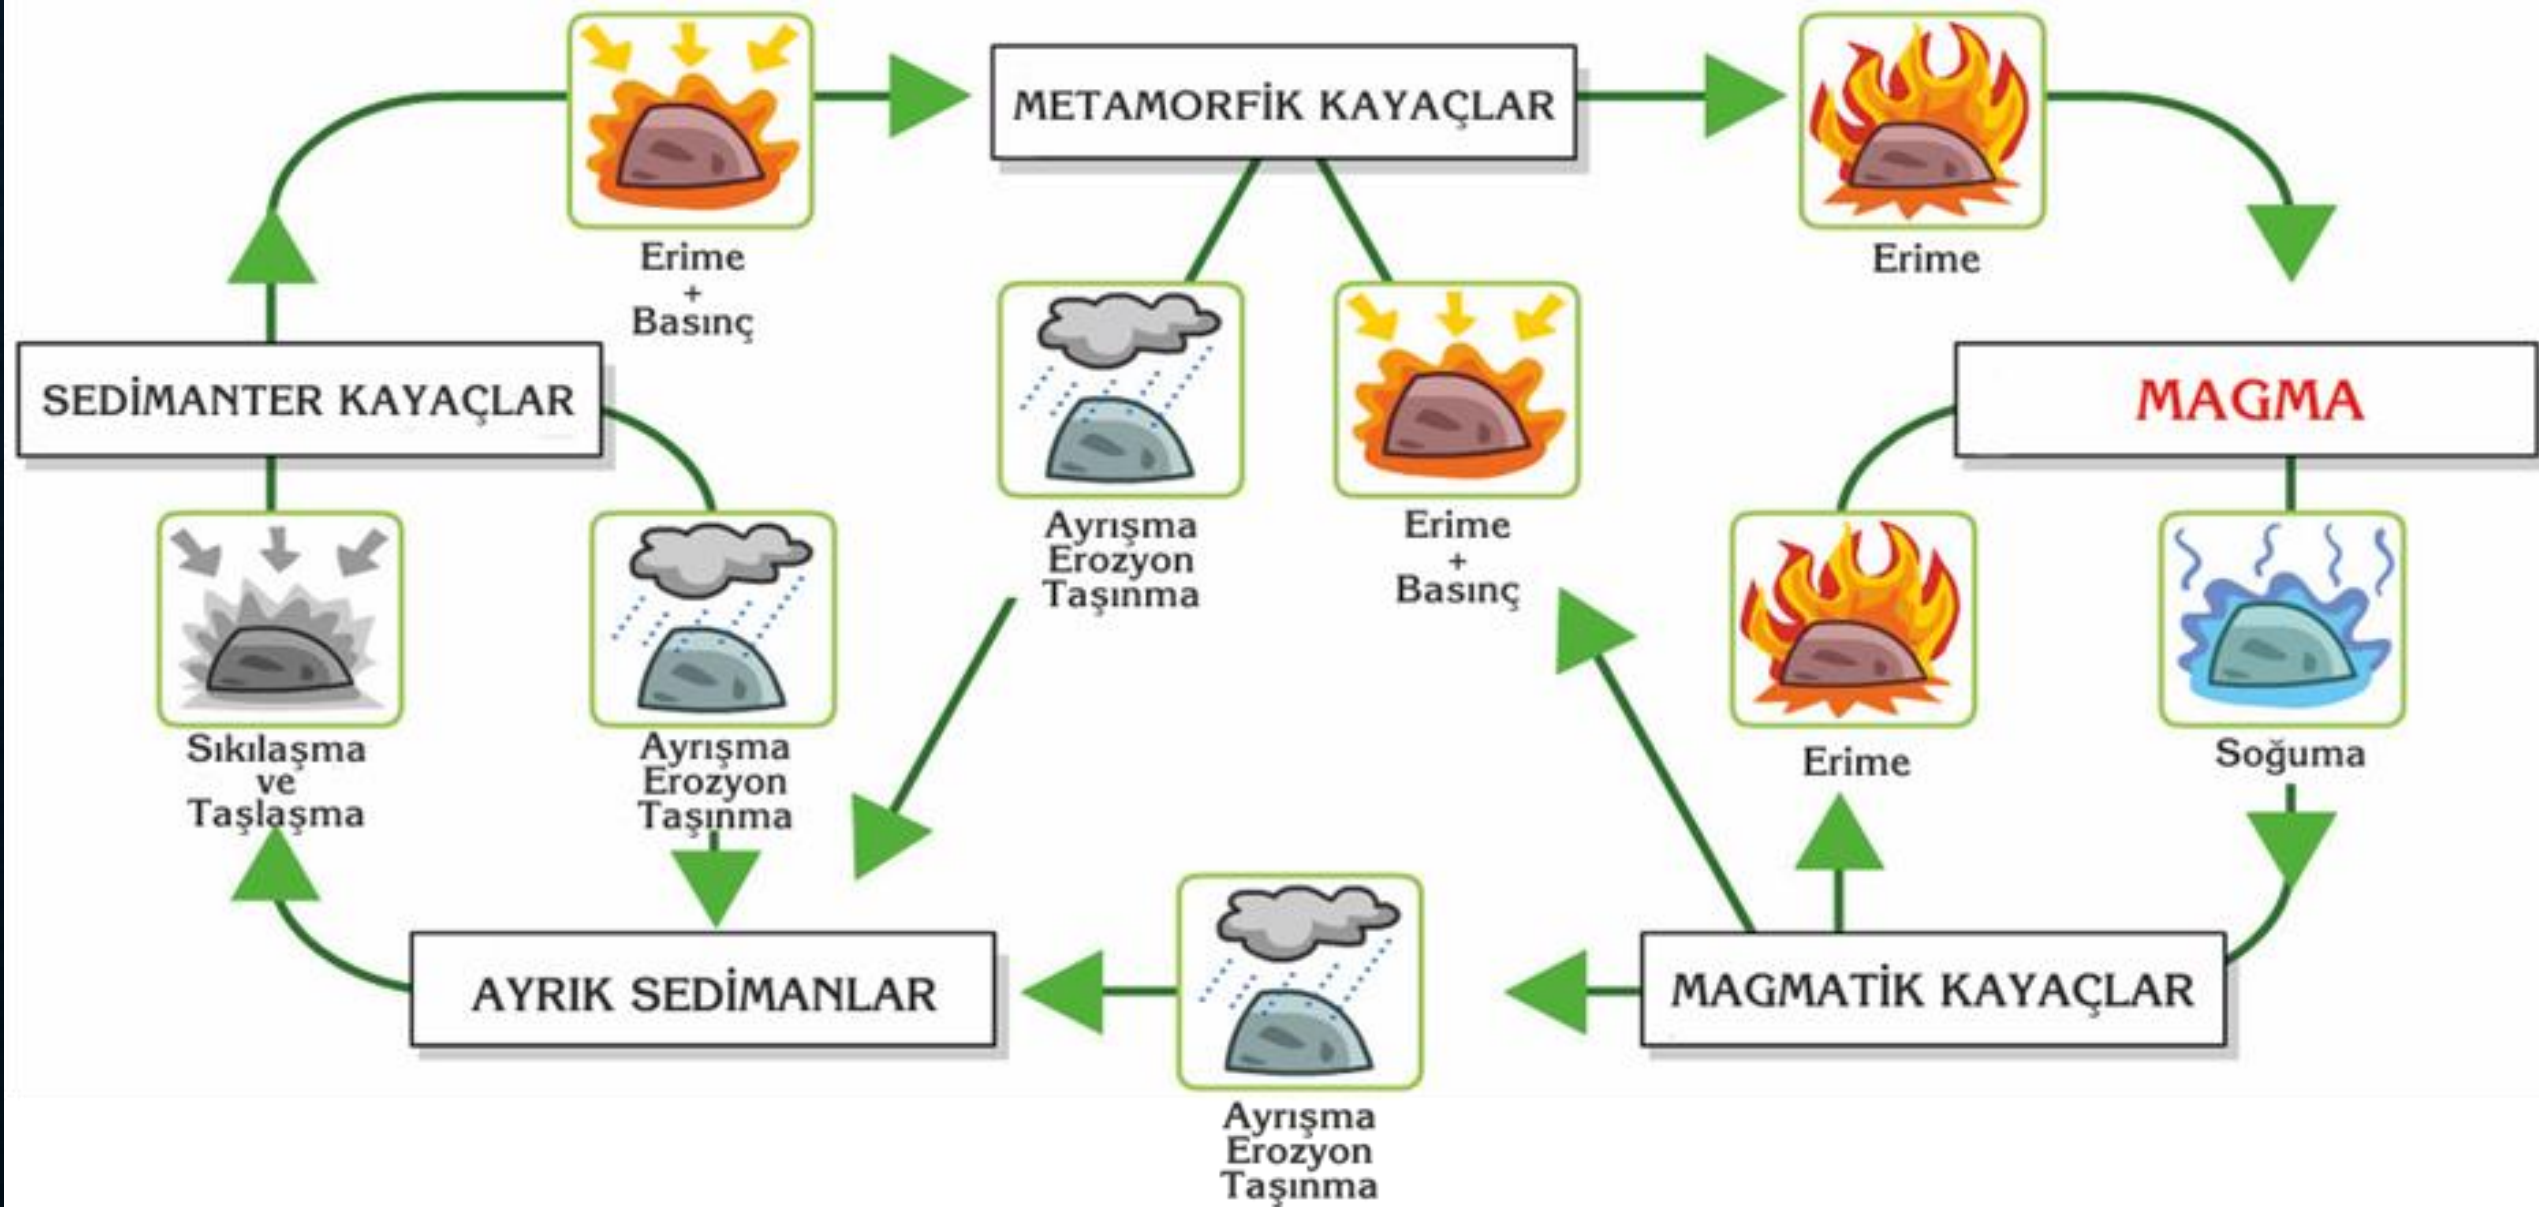 METAMORFİK KAYAÇLAR
Erime
+
Basınç
Erime
SEDİMANTER KAYAÇLAR
MAGMA
Ayrışma
Erozyon
Taşınma
Erime
+
Basınç
Sıkılaşma
ve
Taşlaşma
Ayrışma
Erozyon
Taşınma
Erime
Soğuma
AYRIK SEDİMANLAR
MAGMATİK KAYAÇLAR
Ayrışma
Erozyon
Taşınma